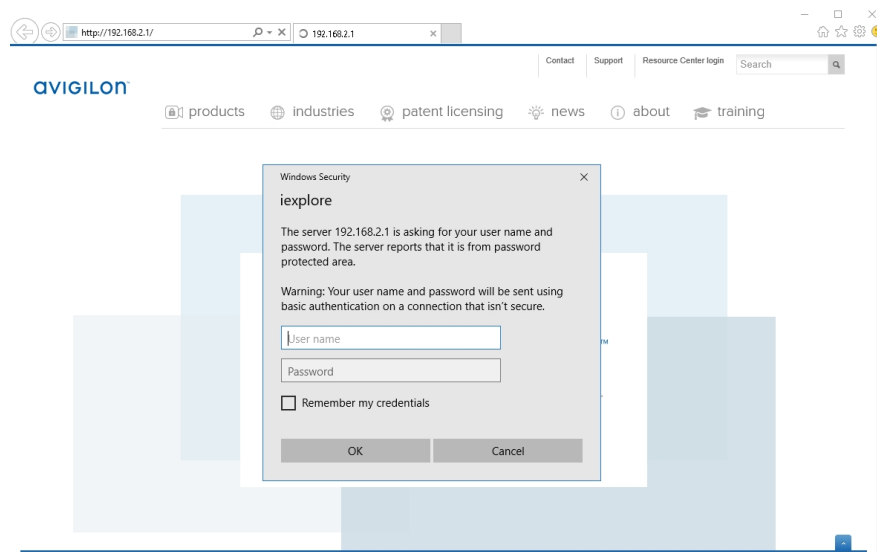 http://192.168.2.1/
192.168.2.1
Contact Support Resource Center login Search
avigilon
products industries patent licensing news about training
Windows Security
iexplore
The server 192.168.2.1 is asking for your user name and
password. The server reports that it is from password
protected area.
Warning: Your user name and password will be sent using
basic authentication on a connection that isn't secure.
User name
TM
Password
Remember my credentials
OK Cancel